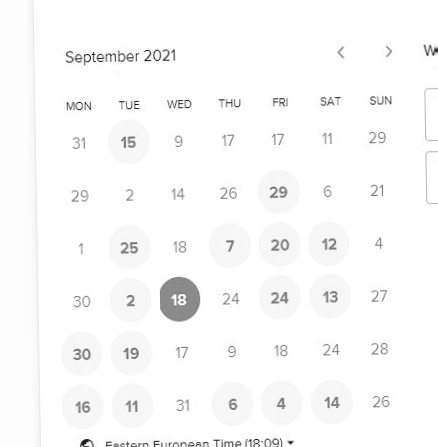 September 2021 < >
MON TUE WED THU FRI SAT SUN
31 15 9 17 17 11 29
29 2 14 26 29 6 21
1 25 18 7 20 12 4
30 2 18 24 24 13 27
30 19 17 9 18 24 28
16 11 31 6 4 14 26
Eastern European Time (18:09)